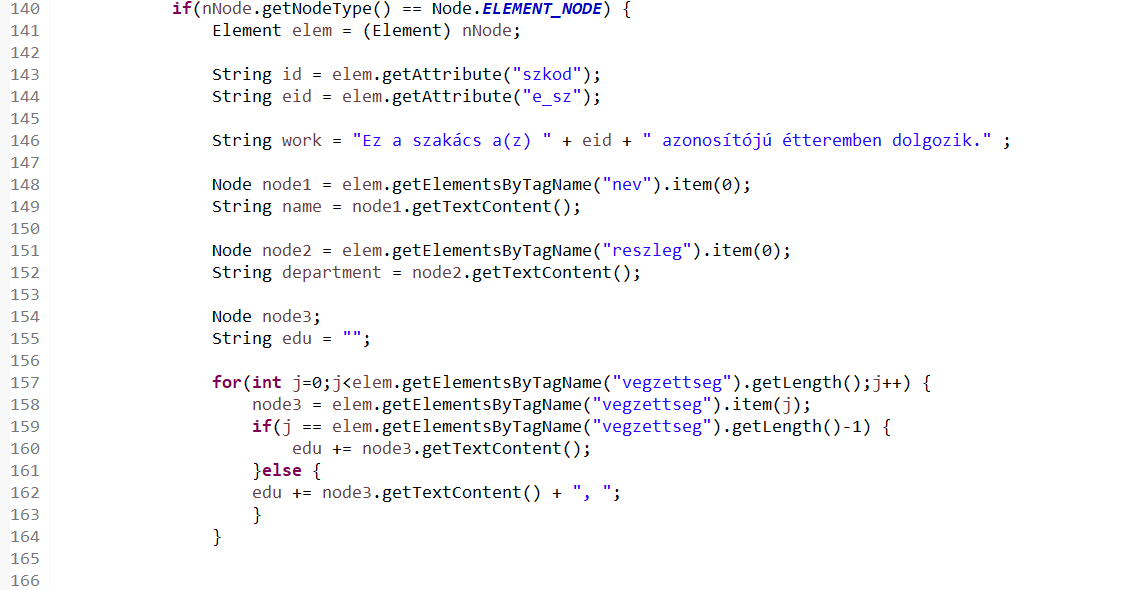 140             if(nNode.getNodeType() == Node.ELEMENT_NODE) {
141                 Element elem = (Element) nNode;
142
143                 String id = elem.getAttribute("szkod");
144                 String eid = elem.getAttribute("e_sz");
145
146                 String work = "Ez a szakács a(z) " + eid + " azonosítójú étteremben dolgozik." ;
147
148                 Node node1 = elem.getElementsByTagName("nev").item(0);
149                 String name = node1.getTextContent();
150
151                 Node node2 = elem.getElementsByTagName("reszleg").item(0);
152                 String department = node2.getTextContent();
153
154                 Node node3;
155                 String edu = "";
156
157                 for(int j=0;j<elem.getElementsByTagName("vegzettseg").getLength();j++) {
158                     node3 = elem.getElementsByTagName("vegzettseg").item(j);
159                     if(j == elem.getElementsByTagName("vegzettseg").getLength()-1) {
160                         edu += node3.getTextContent();
161                     }else {
162                     edu += node3.getTextContent() + ", ";
163                     }
164                 }
165
166